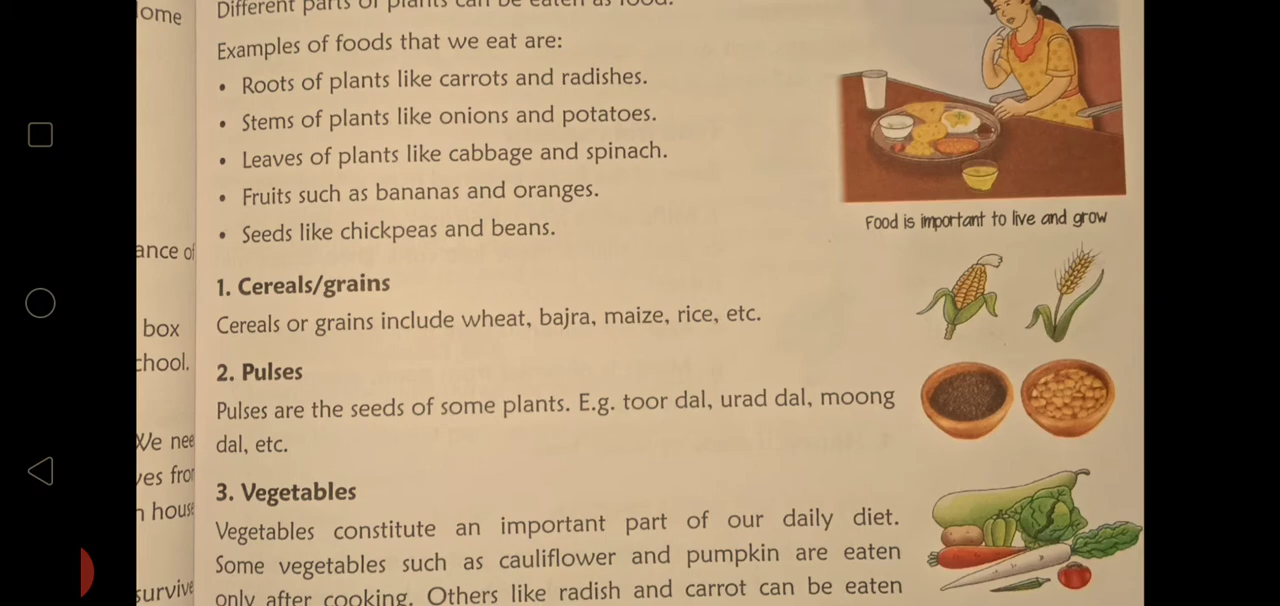 ome
Different parts of plants can be eaten as food.
Examples of foods that we eat are:
• Roots of plants like carrots and radishes.
• Stems of plants like onions and potatoes.
• Leaves of plants like cabbage and spinach.
• Fruits such as bananas and oranges.
• Seeds like chickpeas and beans.
Food is important to live and grow
ance of
box
chool.
We nee
ves from
n house
survive
1. Cereals/grains
Cereals or grains include wheat, bajra, maize, rice, etc.
2. Pulses
Pulses are the seeds of some plants. E.g. toor dal, urad dal, moong
dal, etc.
3. Vegetables
Vegetables constitute an important part of our daily diet.
Some vegetables such as cauliflower and pumpkin are eaten
only after cooking. Others like radish and carrot can be eaten